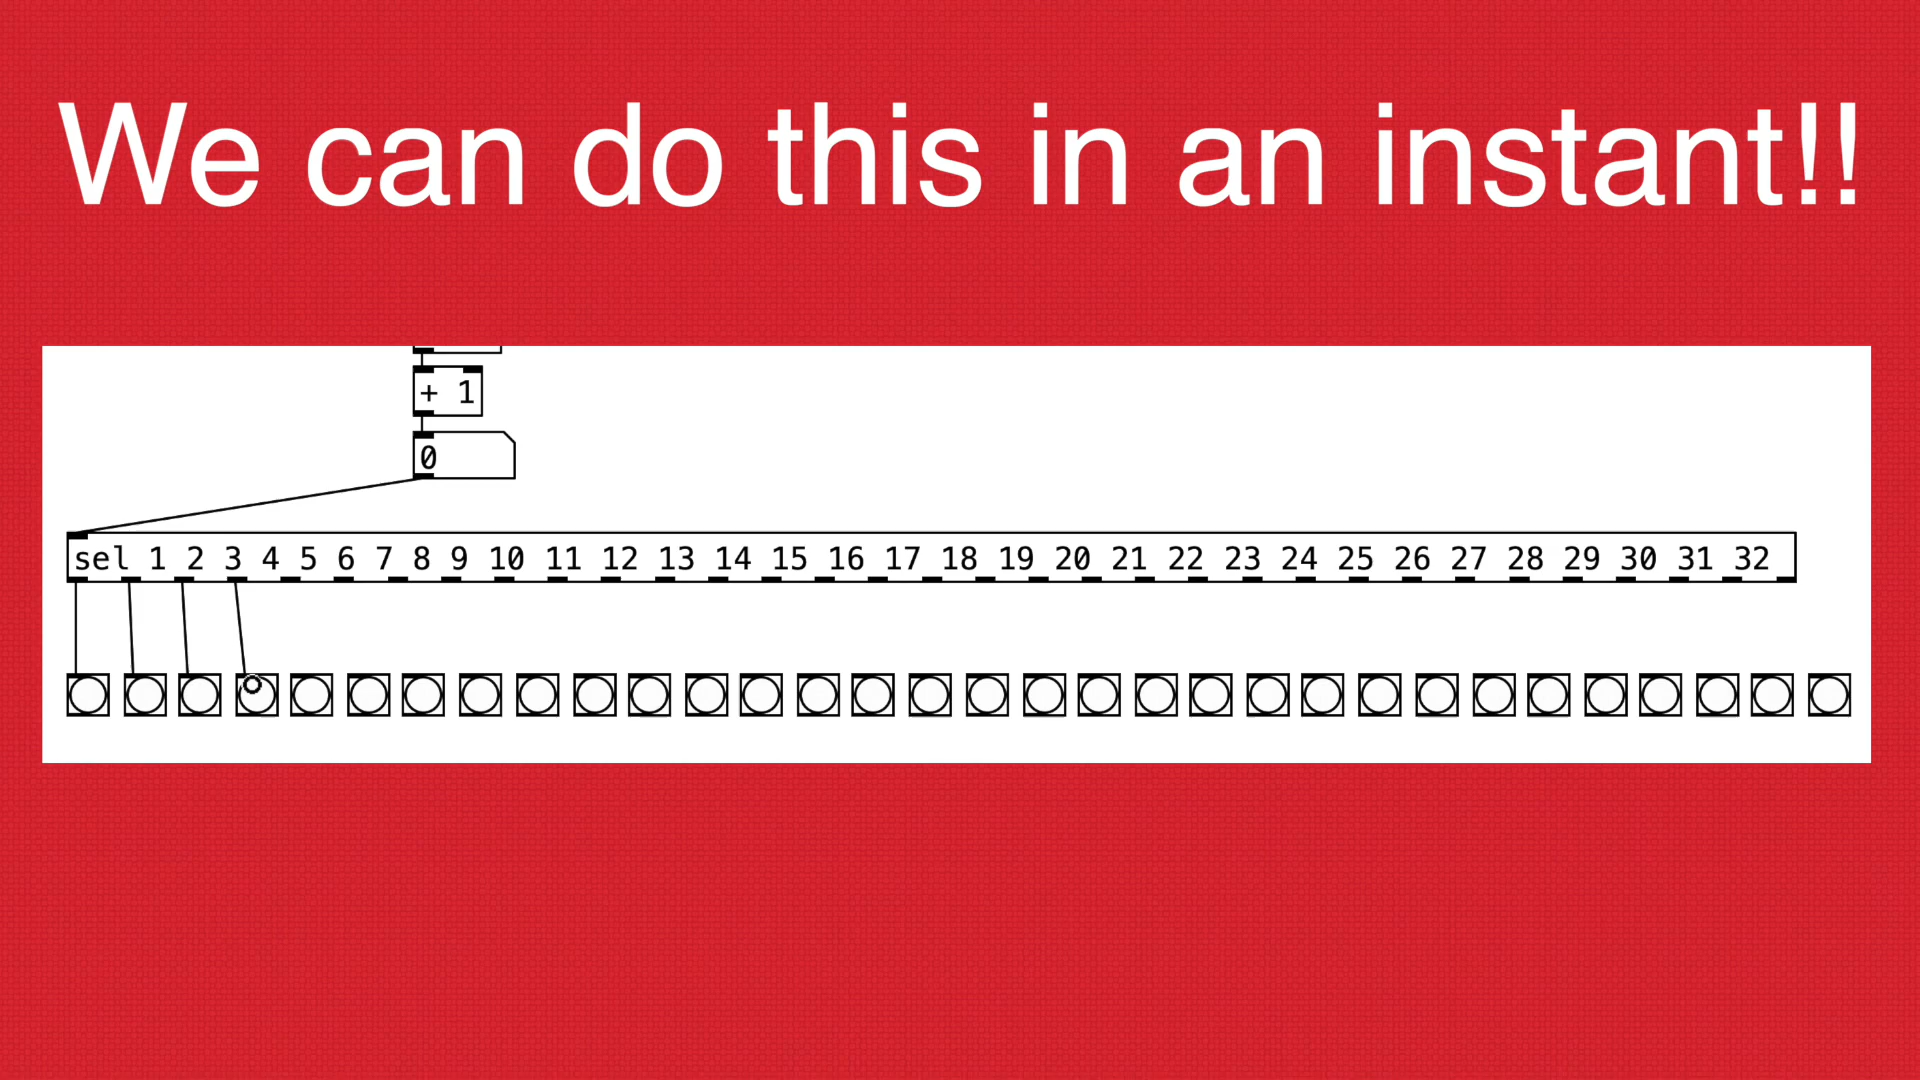 We can do this in an instant!!
+ 1
0
sel 1 2 3 4 5 6 7 8 9 10 11 12 13 14 15 16 17 18 19 20 21 22 23 24 25 26 27 28 29 30 31 32